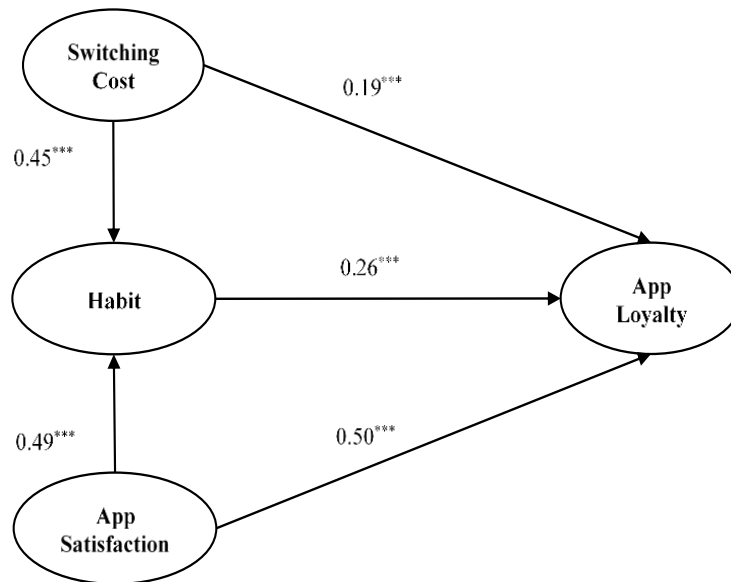 Switching
Cost
0.19***
0.45***
Habit
0.26***
App
Loyalty
0.49***
0.50***
App
Satisfaction